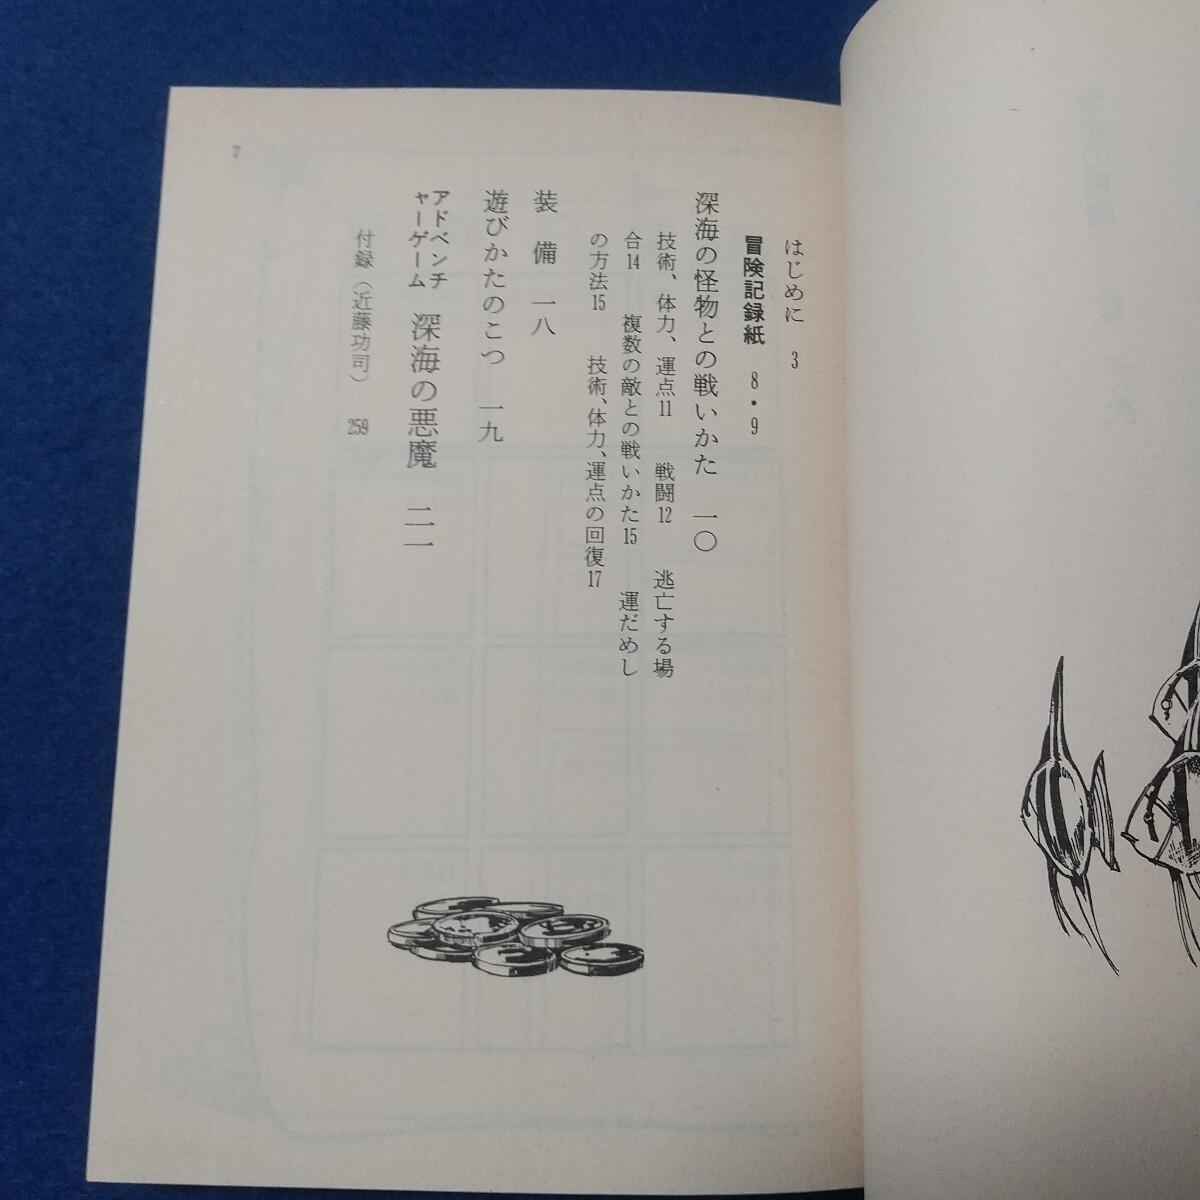 はじめに 3
冒険記録紙 8・9
深海の怪物との戦いかた 一〇
技術、体力、運点11 戦闘12 逃亡する場
合14 複数の敵との戦いかた15 運だめし
の方法15 技術、体力、運点の回復17
装備 一八
遊びかたのこつ 一九
アドベンチ
ャーゲーム
深海の悪魔 二一
付録(近藤功司) 259
7